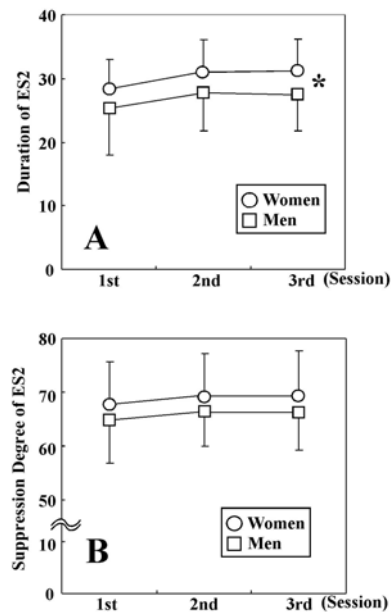 40
30
20
10
0
Duration of ES2
*
Women
Men
A
1st 2nd 3rd (Session)
80
70
60
50
10
0
Suppression Degree of ES2
Women
Men
B
1st 2nd 3rd (Session)